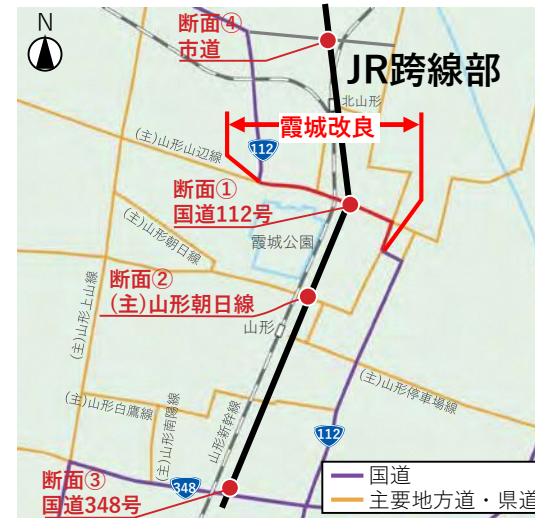 N
断面④
市道
JR跨線部
北山形
霞城改良
(主)山形山辺線
112
断面①
国道112号
(主)山形朝日線
霞城公園
断面②
(主)山形朝日線
(主)山形上山線
山形
(主)山形停車場線
(主)山形白鷹線
(主)山形南陽線
山形新幹線
112
断面③
国道348号
348
国道
主要地方道・県道